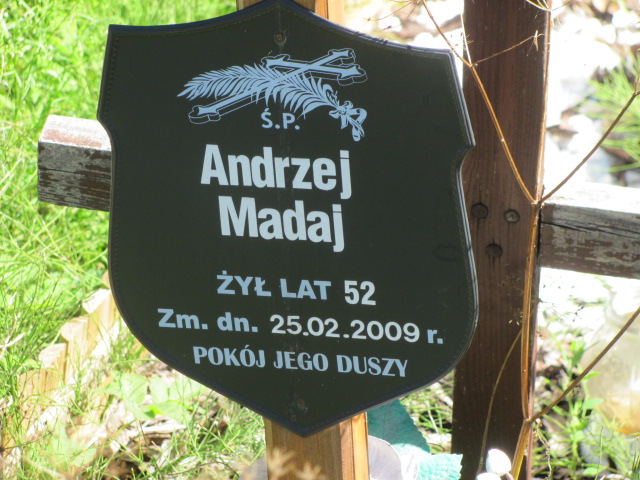 Ś.P.
Andrzej
Madaj
ŻYŁ LAT 52
Zm. dn. 25.02.2009 r.
POKÓJ JEGO DUSZY